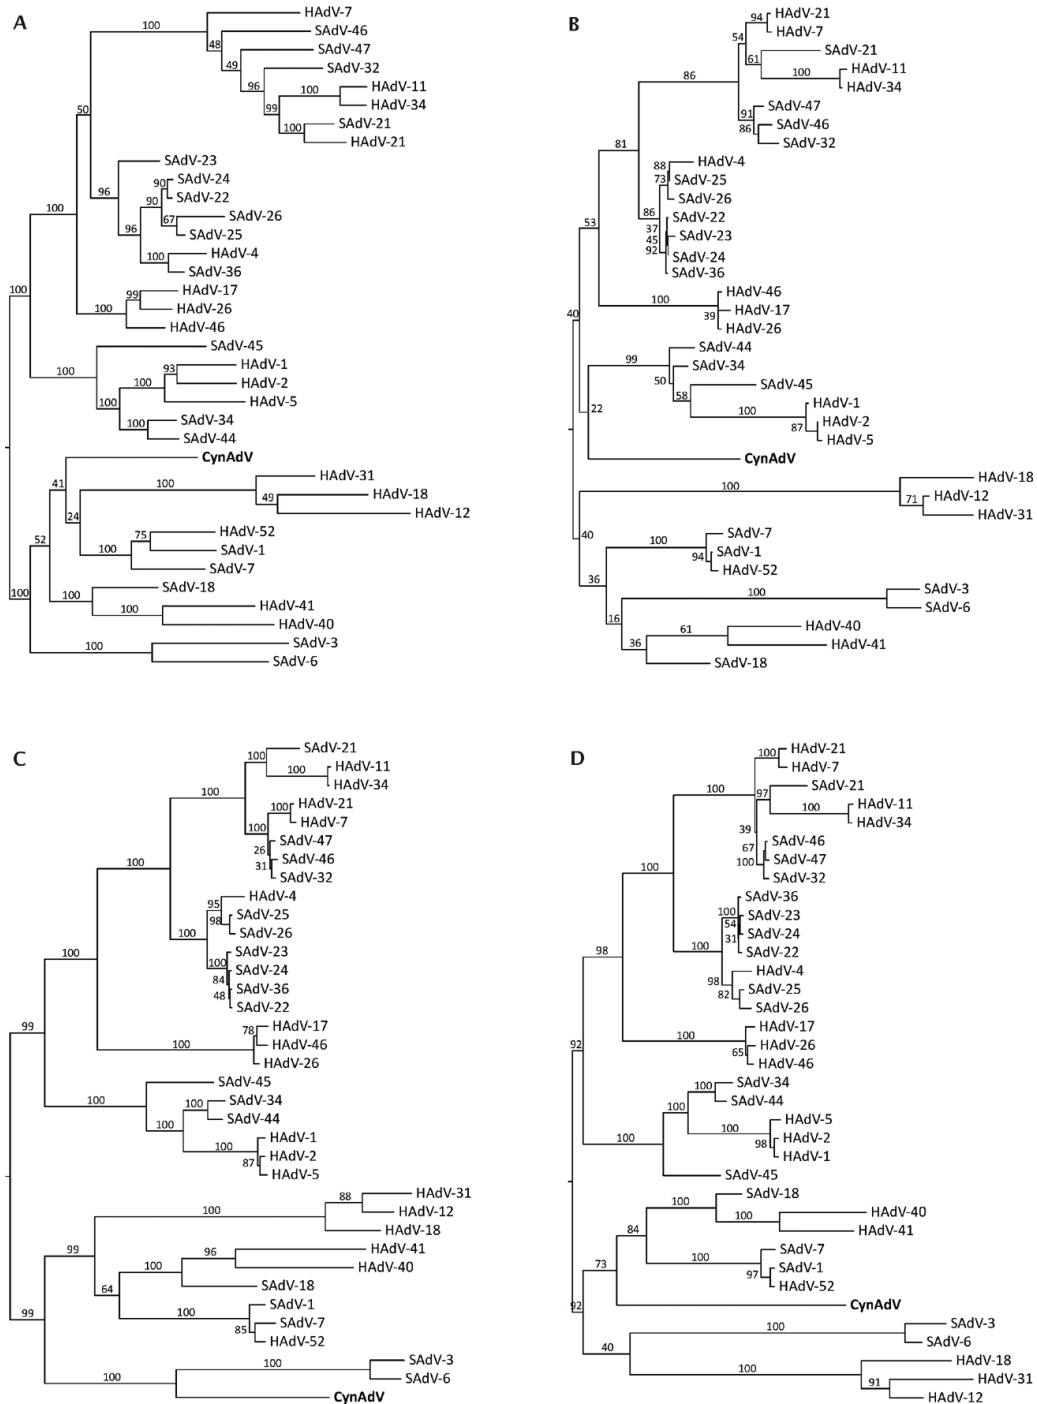 A
HAdV-7
100
SAdV-46
48
SAdV-47
49
SAdV-32
96
HAdV-11
100
99
HAdV-34
50
SAdV-21
100
HAdV-21
SAdV-23
SAdV-24
90
96
SAdV-22
90
SAdV-26
67
100
96
SAdV-25
HAdV-4
100
SAdV-36
HAdV-17
99
100
HAdV-26
100
HAdV-46
SAdV-45
100
HAdV-1
93
100
HAdV-2
100
HAdV-5
SAdV-34
100
SAdV-44
CynAdV
HAdV-31
41
100
HAdV-18
49
24
HAdV-12
HAdV-52
75
52
SAdV-1
100
SAdV-7
SAdV-18
100
100
HAdV-41
100
HAdV-40
SAdV-3
100
SAdV-6
B
HAdV-21
94
HAdV-7
54
SAdV-21
61
HAdV-11
100
86
HAdV-34
SAdV-47
91
SAdV-46
86
SAdV-32
81
HAdV-4
88
SAdV-25
73
SAdV-26
86
SAdV-22
53
37
SAdV-23
45
92
SAdV-24
SAdV-36
HAdV-46
100
HAdV-17
39
HAdV-26
40
SAdV-44
99
SAdV-34
50
SAdV-45
58
HAdV-1
22
100
HAdV-2
87
HAdV-5
CynAdV
HAdV-18
100
HAdV-12
71
HAdV-31
40
SAdV-7
100
SAdV-1
94
HAdV-52
36
SAdV-3
100
SAdV-6
16
HAdV-40
61
36
HAdV-41
SAdV-18
C
SAdV-21
100
HAdV-11
100
HAdV-34
100
HAdV-21
100
HAdV-7
100
SAdV-47
26
SAdV-46
31
SAdV-32
100
HAdV-4
95
SAdV-25
98
SAdV-26
100
SAdV-23
100
SAdV-24
84
SAdV-36
48
SAdV-22
100
HAdV-17
78
HAdV-46
100
HAdV-26
99
SAdV-45
100
SAdV-34
100
SAdV-44
100
HAdV-1
100
HAdV-2
87
HAdV-5
HAdV-31
88
HAdV-12
100
HAdV-18
99
HAdV-41
96
HAdV-40
100
SAdV-18
64
SAdV-1
100
SAdV-7
85
HAdV-52
99
SAdV-3
100
SAdV-6
100
CynAdV
D
HAdV-21
100
HAdV-7
SAdV-21
100
97
HAdV-11
100
HAdV-34
39
SAdV-46
67
SAdV-47
100
SAdV-32
100
SAdV-36
100
SAdV-23
54
SAdV-24
31
SAdV-22
100
HAdV-4
98
SAdV-25
82
SAdV-26
98
HAdV-17
100
HAdV-26
65
HAdV-46
92
SAdV-34
100
SAdV-44
100
HAdV-5
100
HAdV-2
98
HAdV-1
100
SAdV-45
SAdV-18
100
HAdV-40
100
HAdV-41
84
SAdV-7
100
SAdV-1
97
HAdV-52
73
CynAdV
92
SAdV-3
100
SAdV-6
40
HAdV-18
100
HAdV-31
91
HAdV-12